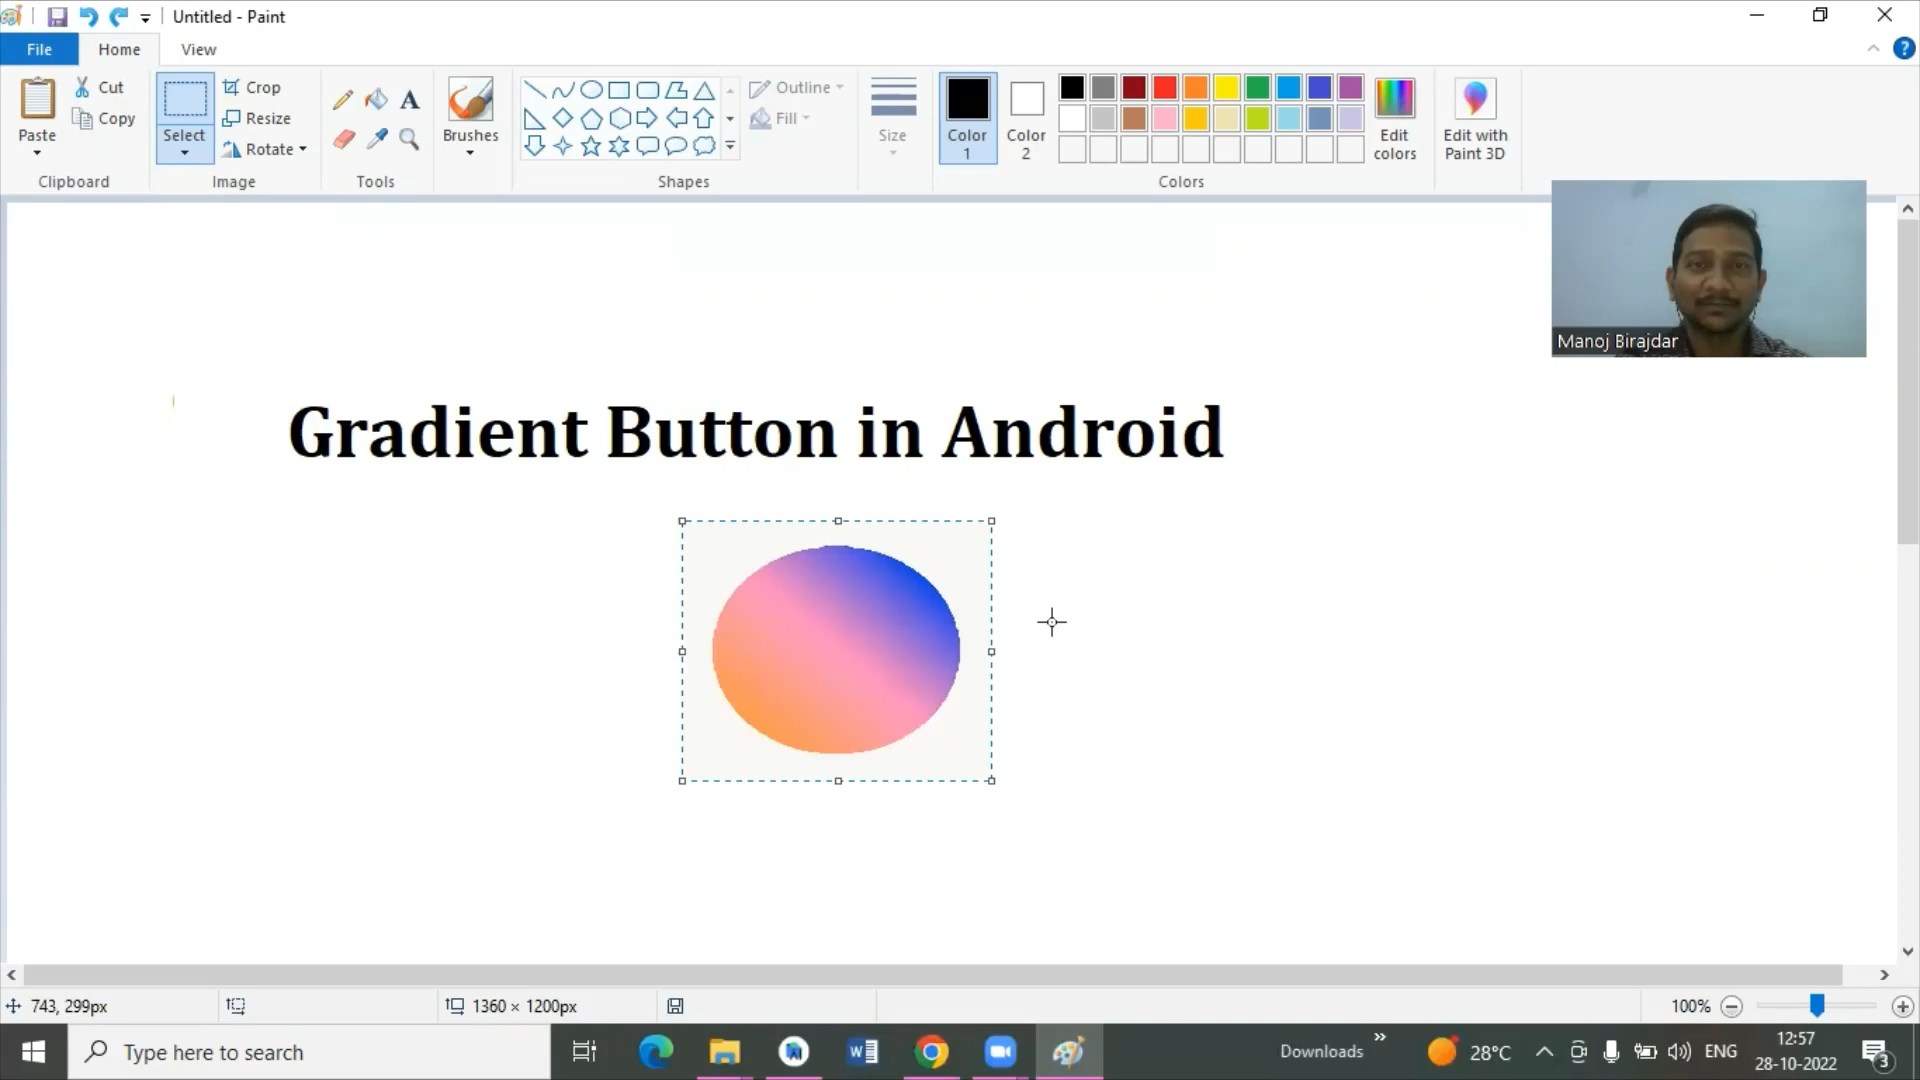 Untitled - Paint
File Home View
Paste
Cut
Copy
Clipboard
Select
Crop
Resize
Rotate
Image
Tools
Brushes
Shapes
Outline
Fill
Size
Color 1
Color 2
Edit colors
Colors
Edit with Paint 3D
Manoj Birajdar
Gradient Button in Android
743, 299px
1360 × 1200px
100%
Type here to search
Downloads
28°C
ENG
12:57
28-10-2022
3